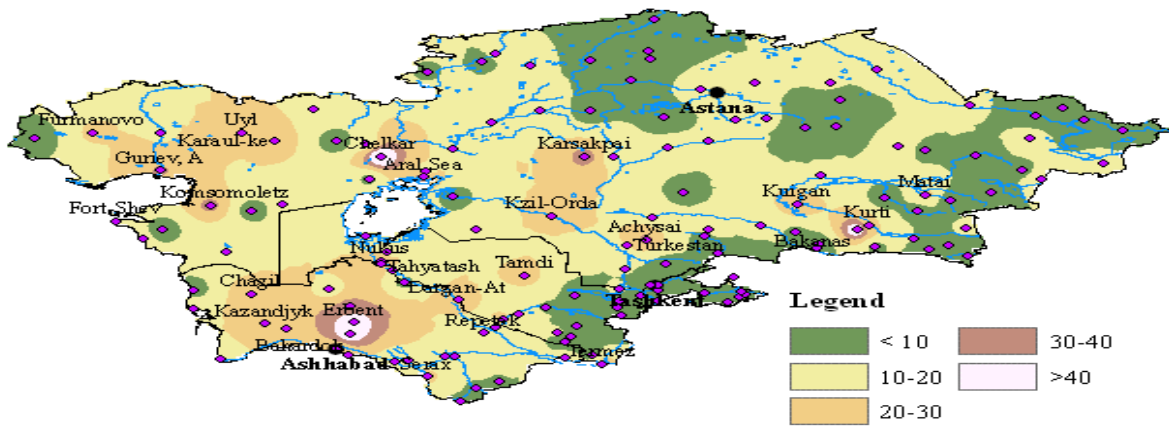 Astana
Furmanovo
Uyl
Karaul-ke
Chelkar
Karsakpai
Guriev, A
Aral Sea
Komsomoletz
Matai
Kuigan
Fort-Shev
Kzil-Orda
Kurti
Achysai
Turkestan
Bakanas
Nukus
Tahyatash
Tamdi
Chagil
Dargan-At
Tashkent
Legend
Kazandjyk
Erbent
Repetek
Bakardok
Termez
Ashhabad
Serax
< 10
30-40
10-20
>40
20-30